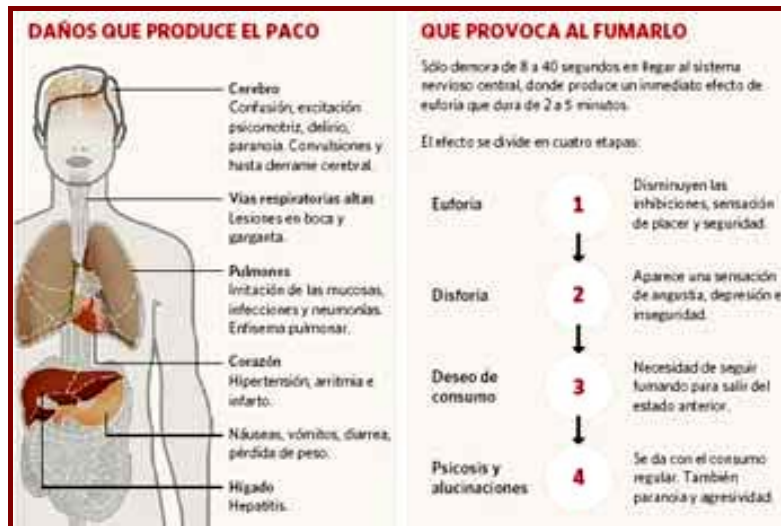 DAÑOS QUE PRODUCE EL PACO
Cerebro
Confusión, excitación
psicomotriz, delirio,
paranoia. Convulsiones y
hasta derrame cerebral.
Vías respiratorias altas
Lesiones en boca y
garganta.
Pulmones
Irritación de las mucosas,
infecciones y neumonías.
Enfisema pulmonar.
Corazón
Hipertensión, arritmia e
infarto.
Náuseas, vómitos, diarrea,
pérdida de peso.
Hígado
Hepatitis.
QUE PROVOCA AL FUMARLO
Sólo demora de 8 a 40 segundos en llegar al sistema
nervioso central, donde produce un inmediato efecto de
euforia que dura de 2 a 5 minutos.
El efecto se divide en cuatro etapas:
Euforia
1
Disminuyen las
inhibiciones, sensación
de placer y seguridad.
Disforia
2
Aparece una sensación
de angustia, depresión e
inseguridad.
Deseo de
consumo
3
Necesidad de seguir
fumando para salir del
estado anterior.
Psicosis y
alucinaciones
4
Se da con el consumo
regular. También
paranoia y agresividad.